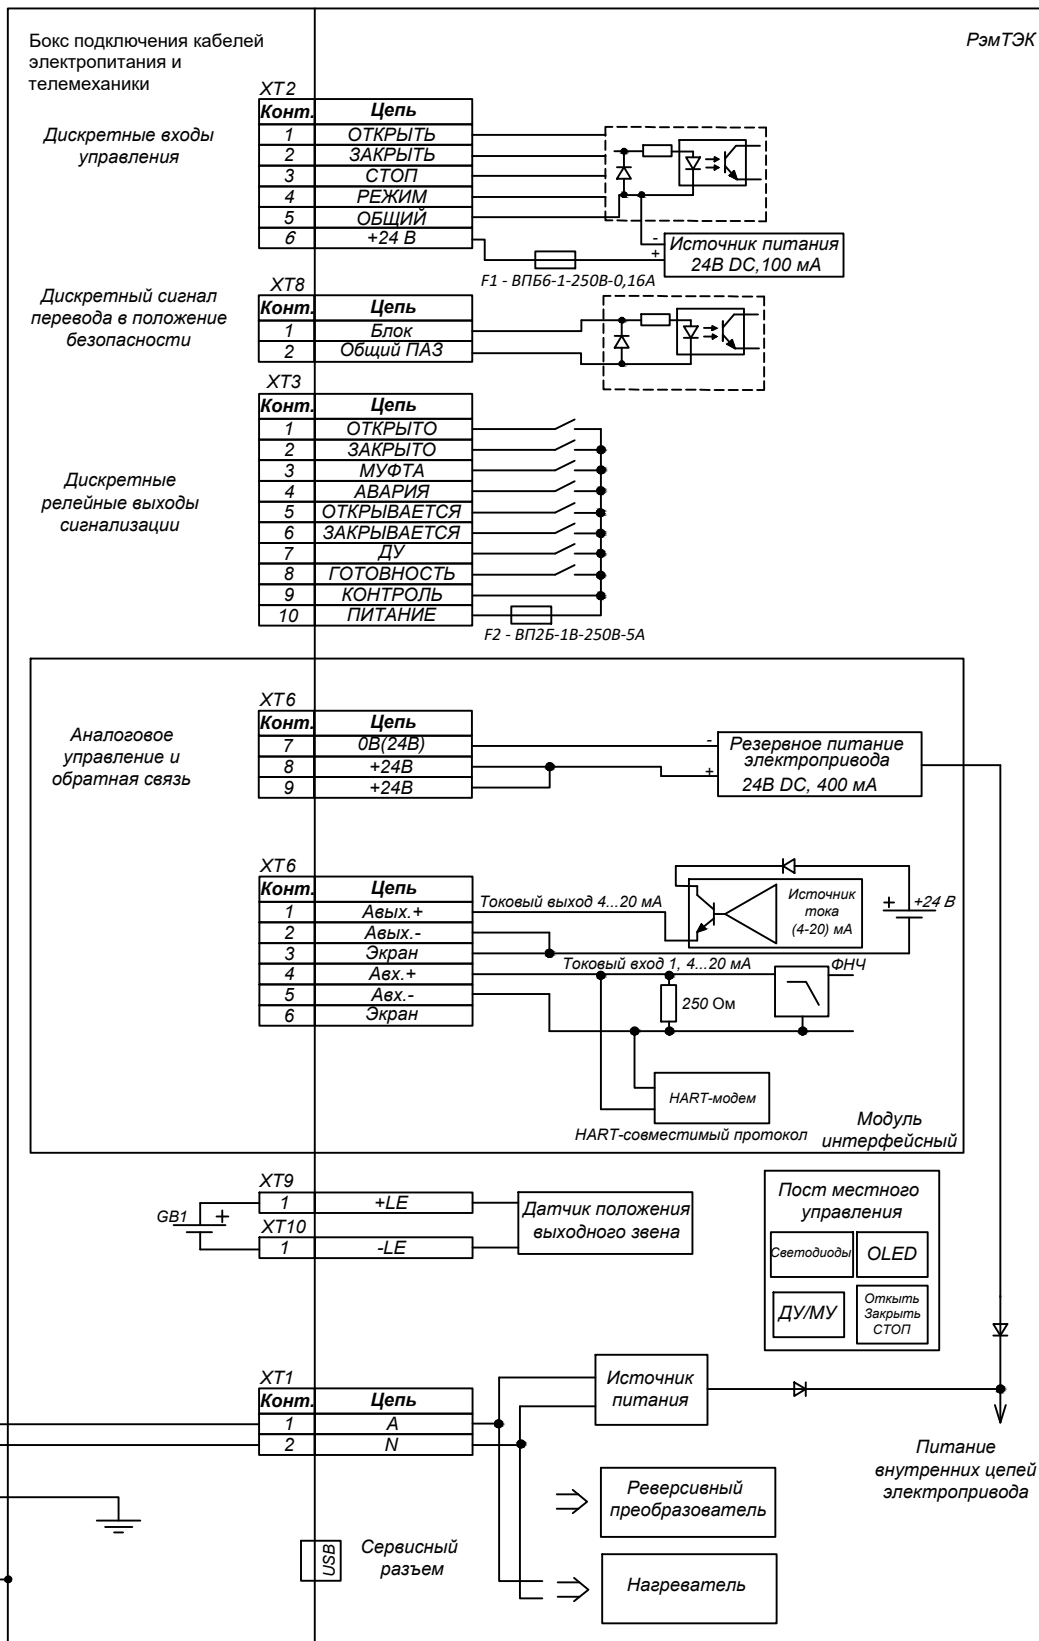 Бокс подключения кабелей
электропитания и
телемеханики
РэмТЭК
Дискретные входы
управления
XT2
Конт. Цепь
1 ОТКРЫТЬ
2 ЗАКРЫТЬ
3 СТОП
4 РЕЖИМ
5 ОБЩИЙ
6 +24 В
- Источник питания
+ 24В DC,100 мА
F1 - ВПБ6-1-250В-0,16А
Дискретный сигнал
перевода в положение
безопасности
XT8
Конт. Цепь
1 Блок
2 Общий ПАЗ
Дискретные
релейные выходы
сигнализации
XT3
Конт. Цепь
1 ОТКРЫТО
2 ЗАКРЫТО
3 МУФТА
4 АВАРИЯ
5 ОТКРЫВАЕТСЯ
6 ЗАКРЫВАЕТСЯ
7 ДУ
8 ГОТОВНОСТЬ
9 КОНТРОЛЬ
10 ПИТАНИЕ
F2 - ВП2Б-1В-250В-5А
Аналоговое
управление и
обратная связь
XT6
Конт. Цепь
7 0В(24В)
8 +24В
9 +24В
-
+
Резервное питание
электропривода
24В DC, 400 мА
XT6
Конт. Цепь
1 Авых.+
2 Авых.-
3 Экран
4 Авх.+
5 Авх.-
6 Экран
Токовый выход 4...20 мА
Источник
тока
(4-20) мА
+ +24 В
Токовый вход 1, 4...20 мА
ФНЧ
250 Ом
HART-модем
HART-совместимый протокол
Модуль
интерфейсный
XT9
1 +LE
GB1 +
XT10
1 -LE
Датчик положения
выходного звена
Пост местного
управления
Светодиоды
OLED
ДУ/МУ
Откыть
Закрыть
СТОП
XT1
Конт. Цепь
1 A
2 N
Источник
питания
Питание
внутренних цепей
электропривода
Реверсивный
преобразователь
USB
Сервисный
разъем
Нагреватель